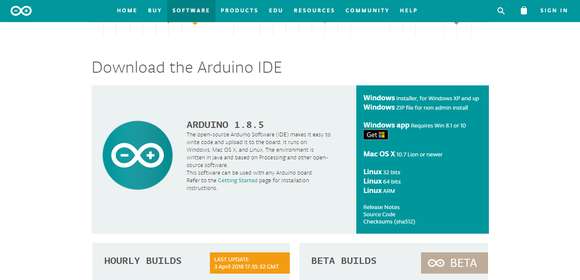 HOME BUY SOFTWARE PRODUCTS EDU RESOURCES COMMUNITY HELP SIGN IN
Download the Arduino IDE
ARDUINO 1.8.5
The open-source Arduino Software (IDE) makes it easy to
write code and upload it to the board. It runs on
Windows, Mac OS X, and Linux. The environment is
written in Java and based on Processing and other open-
source software.
This software can be used with any Arduino board.
Refer to the Getting Started page for Installation
instructions.
Windows Installer, for Windows XP and up
Windows ZIP file for non admin install
Windows app Requires Win 8.1 or 10
Get
Mac OS X 10.7 Lion or newer
Linux 32 bits
Linux 64 bits
Linux ARM
Release Notes
Source Code
Checksums (sha512)
HOURLY BUILDS
LAST UPDATE
3 April 2018 17:35:32 GMT
BETA BUILDS
BETA